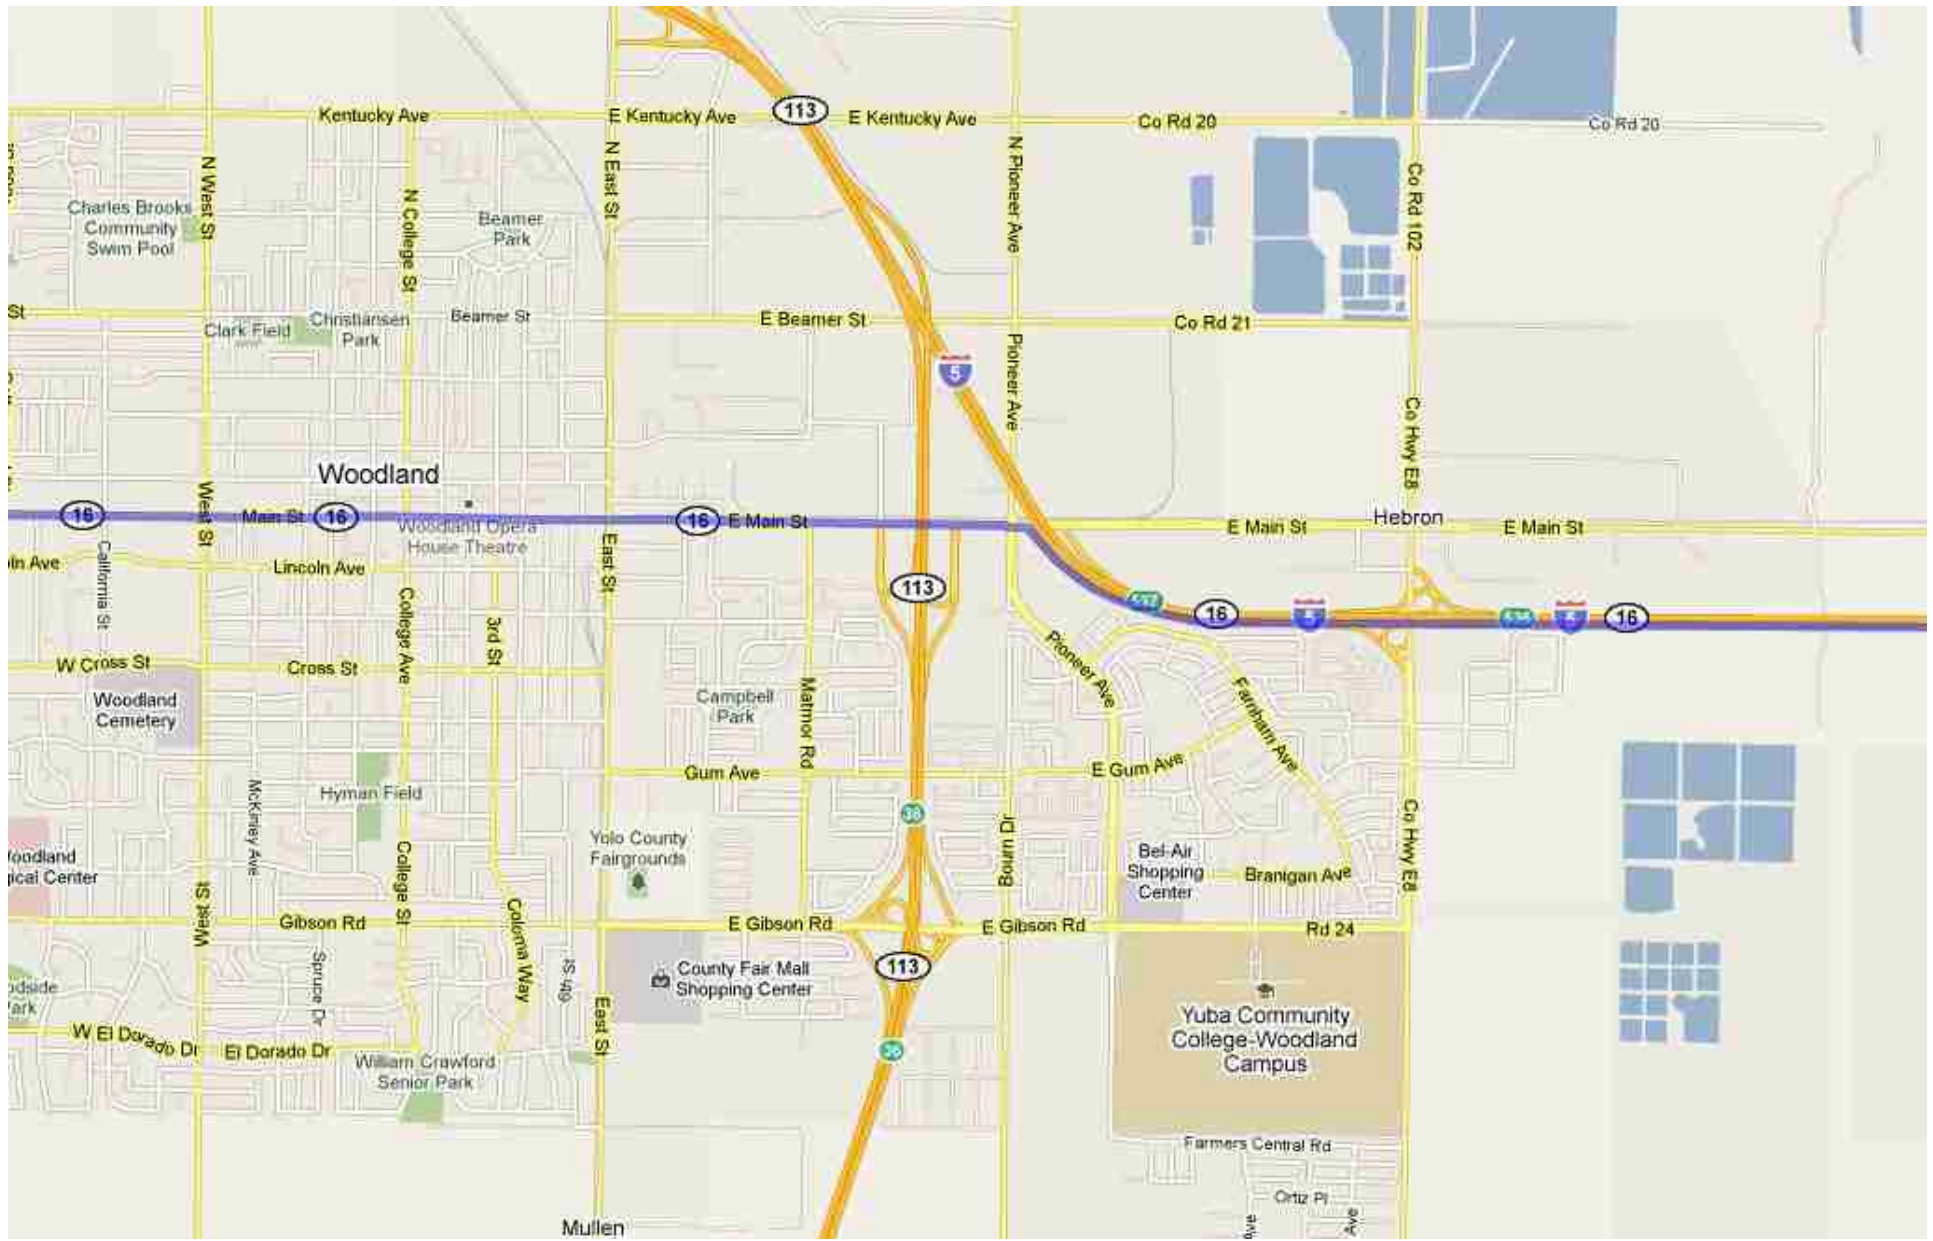 Kentucky Ave
E Kentucky Ave
113
E Kentucky Ave
Co Rd 20
Co Rd 20
N West St
N College St
N East St
N Pioneer Ave
Co Rd 102
Charles Brooks
Community
Swim Pool
Beamer
Park
St
Clark Field
Christiansen
Park
Beamer St
E Beamer St
Co Rd 21
5
Pioneer Ave
Co Hwy E8
Woodland
16
Main St
16
16
E Main St
E Main St
Hebron
E Main St
West St
Woodland Opera
House Theatre
California St
East St
Lincoln Ave
113
16
5
16
College Ave
3rd St
W Cross St
Cross St
Pioneer Ave
Woodland
Cemetery
Campbell
Park
Matmor Rd
Farnham Ave
Gum Ave
E Gum Ave
McKinley Ave
Hyman Field
Yolo County
Fairgrounds
Bourn Dr
Co Hwy E8
Bel-Air
Shopping
Center
Branigan Ave
College St
West St
Gibson Rd
Coloma Way
E Gibson Rd
E Gibson Rd
Rd 24
Spruce Dr
6th St
County Fair Mall
Shopping Center
113
East St
Yuba Community
College-Woodland
Campus
W El Dorado Dr
El Dorado Dr
36
William Crawford
Senior Park
Farmers Central Rd
Ortiz Pl
Ave
Ave
Mullen